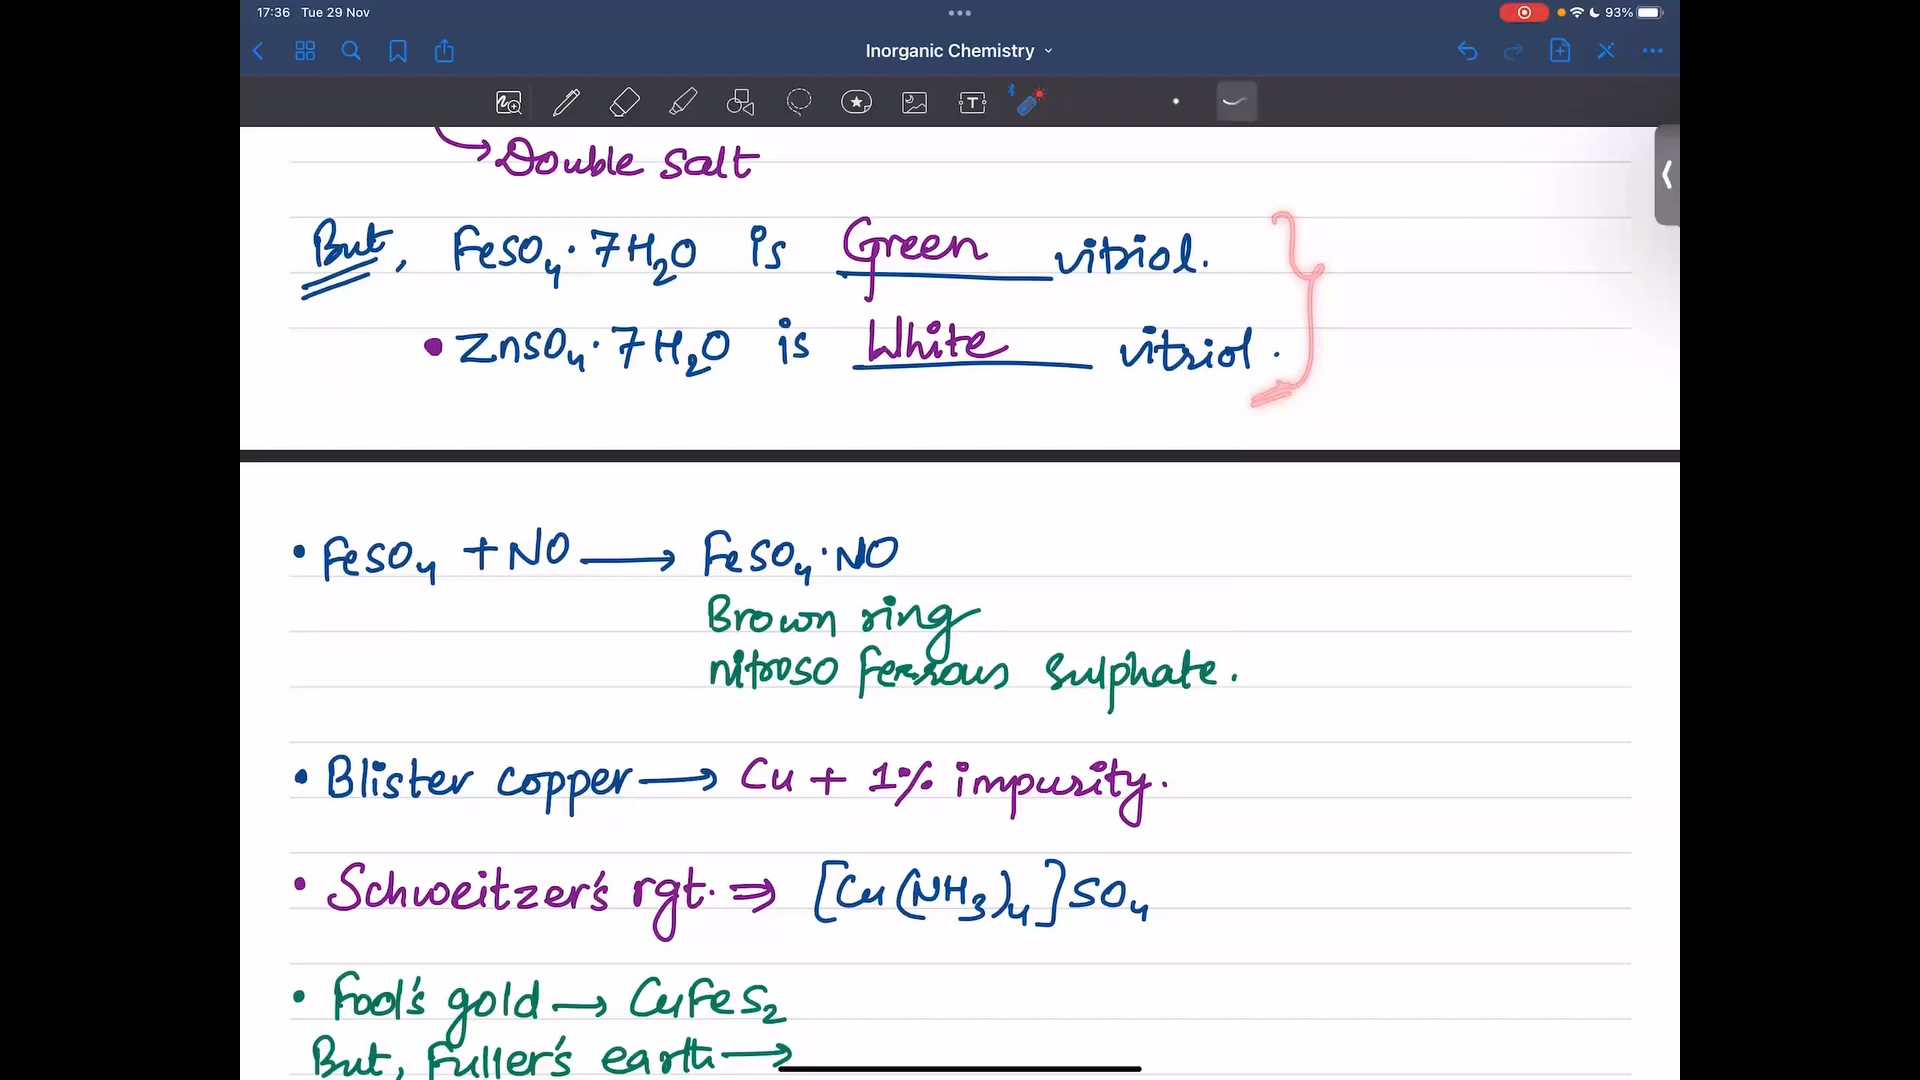 17:36 Tue 29 Nov
93%
Inorganic Chemistry
Double salt
But, FeSO₄·7H₂O is Green vitriol.
• ZnSO₄·7H₂O is White vitriol.
• FeSO₄ + NO → FeSO₄·NO
Brown ring
nitroso ferrous sulphate.
• Blister copper → Cu + 1% impurity.
• Schweitzer's rgt. ⇒ [Cu(NH₃)₄]SO₄
• Fool's gold → CuFeS₂
But, Fuller's earth →